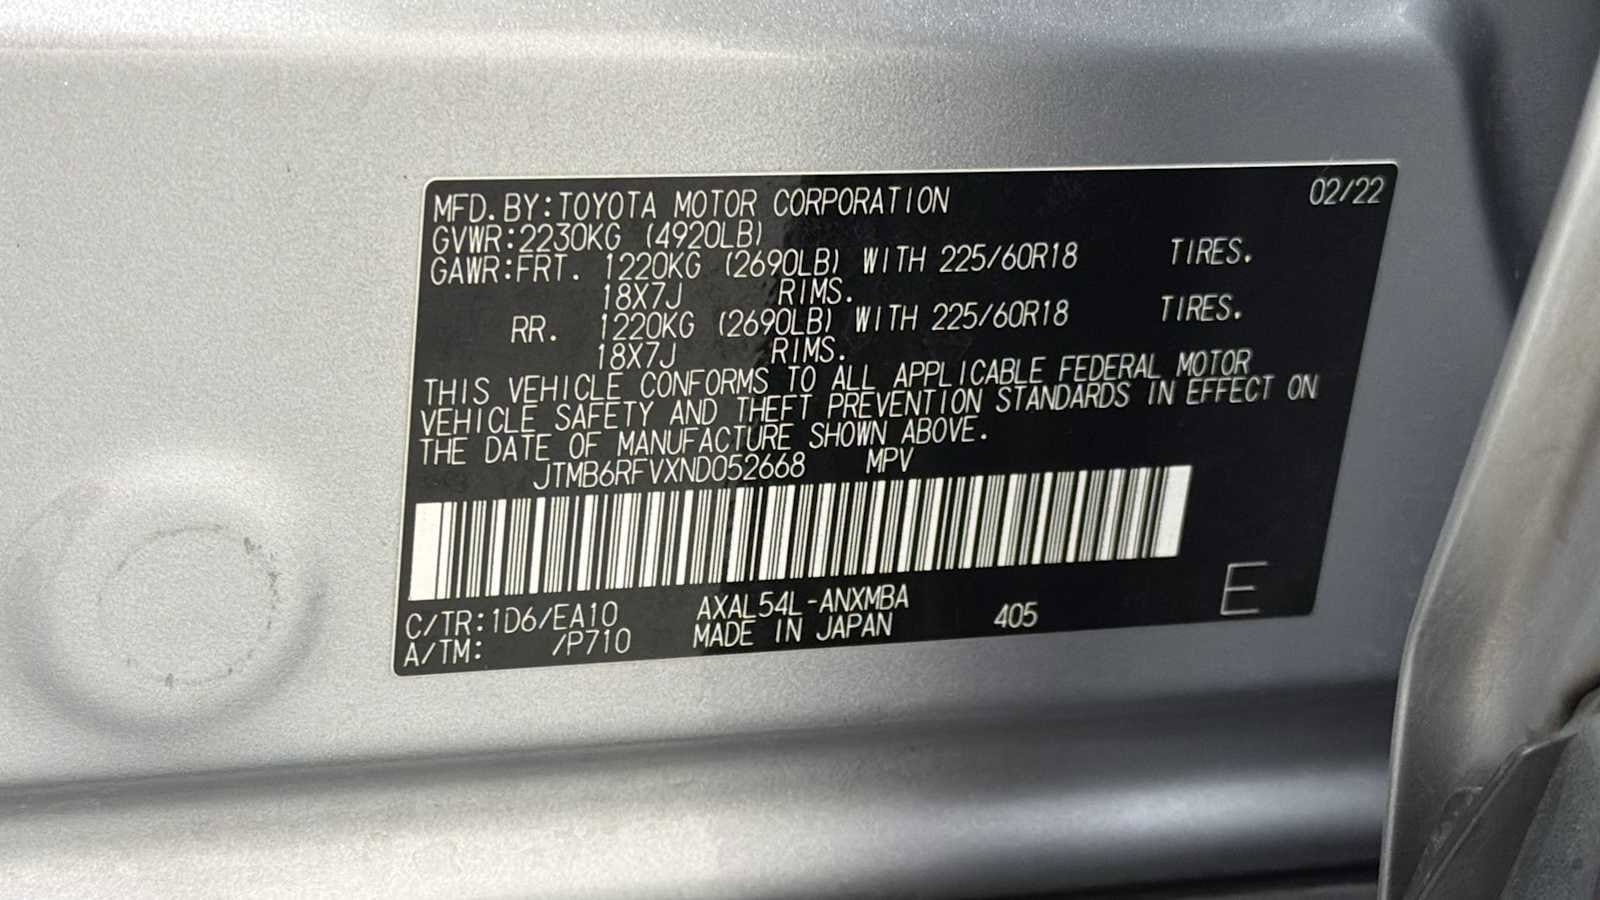 MFD. BY: TOYOTA MOTOR CORPORATION 02/22
GVWR: 2230KG (4920LB)
GAWR: FRT. 1220KG (2690LB) WITH 225/60R18 TIRES.
18X7J RIMS.
RR. 1220KG (2690LB) WITH 225/60R18 TIRES.
18X7J RIMS.
THIS VEHICLE CONFORMS TO ALL APPLICABLE FEDERAL MOTOR
VEHICLE SAFETY AND THEFT PREVENTION STANDARDS IN EFFECT ON
THE DATE OF MANUFACTURE SHOWN ABOVE.
JTMB6RFVXND052668 MPV
C/TR: 1D6/EA10 AXAL54L-ANXMBA 405 E
A/TM: /P710 MADE IN JAPAN